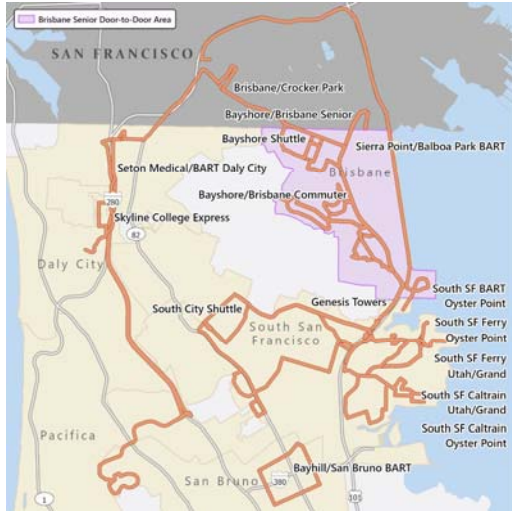 Brisbane Senior Door-to-Door Area
SAN FRANCISCO
Brisbane/Crocker Park
Bayshore/Brisbane Senior
Bayshore Shuttle
Sierra Point/Balboa Park BART
Seton Medical/BART Daly City
Brisbane
Bayshore/Brisbane Commuter
280
Skyline College Express
82
Daly City
South SF BART
Oyster Point
Genesis Towers
South City Shuttle
South SF Ferry
Oyster Point
South San
Francisco
South SF Ferry
Utah/Grand
South SF Caltrain
Utah/Grand
South SF Caltrain
Oyster Point
Pacifica
Bayhill/San Bruno BART
San Bruno
380
1
101